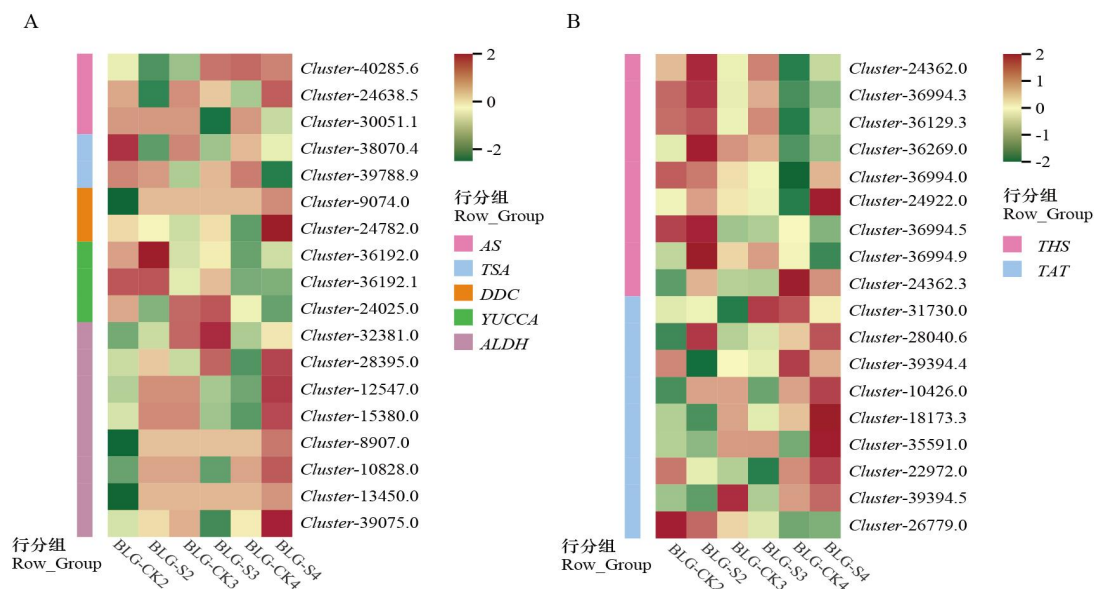 A
2
0
-2
Cluster-40285.6
Cluster-24638.5
Cluster-30051.1
Cluster-38070.4
Cluster-39788.9
Cluster-9074.0
Cluster-24782.0
Cluster-36192.0
Cluster-36192.1
Cluster-24025.0
Cluster-32381.0
Cluster-28395.0
Cluster-12547.0
Cluster-15380.0
Cluster-8907.0
Cluster-10828.0
Cluster-13450.0
Cluster-39075.0
行分组
Row_Group
AS
TSA
DDC
YUCCA
ALDH
行分组
Row_Group
BLG-CK2
BLG-S2
BLG-CK3
BLG-S3
BLG-CK4
BLG-S4
B
2
1
0
-1
-2
Cluster-24362.0
Cluster-36994.3
Cluster-36129.3
Cluster-36269.0
Cluster-36994.0
Cluster-24922.0
Cluster-36994.5
Cluster-36994.9
Cluster-24362.3
Cluster-31730.0
Cluster-28040.6
Cluster-39394.4
Cluster-10426.0
Cluster-18173.3
Cluster-35591.0
Cluster-22972.0
Cluster-39394.5
Cluster-26779.0
行分组
Row_Group
THS
TAT
行分组
Row_Group
BLG-CK2
BLG-S2
BLG-CK3
BLG-S3
BLG-CK4
BLG-S4